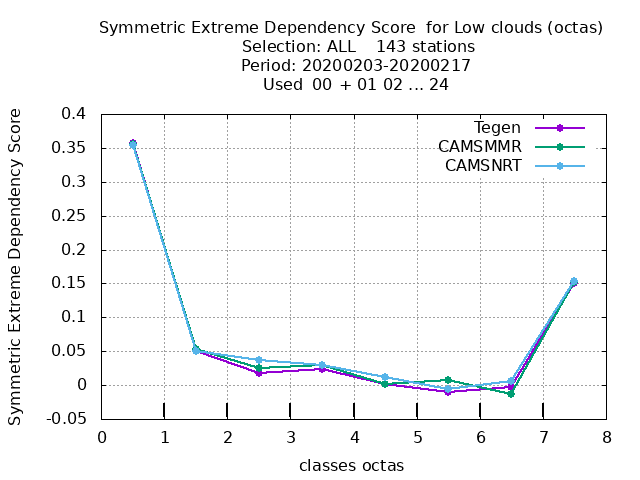 Symmetric Extreme Dependency Score  for Low clouds (octas)
Selection: ALL    143 stations
Period: 20200203-20200217
Used  00 + 01 02 ... 24
Symmetric Extreme Dependency Score
0.4
0.35
0.3
0.25
0.2
0.15
0.1
0.05
0
-0.05
Tegen
CAMSMMR
CAMSNRT
0 1 2 3 4 5 6 7 8
classes octas